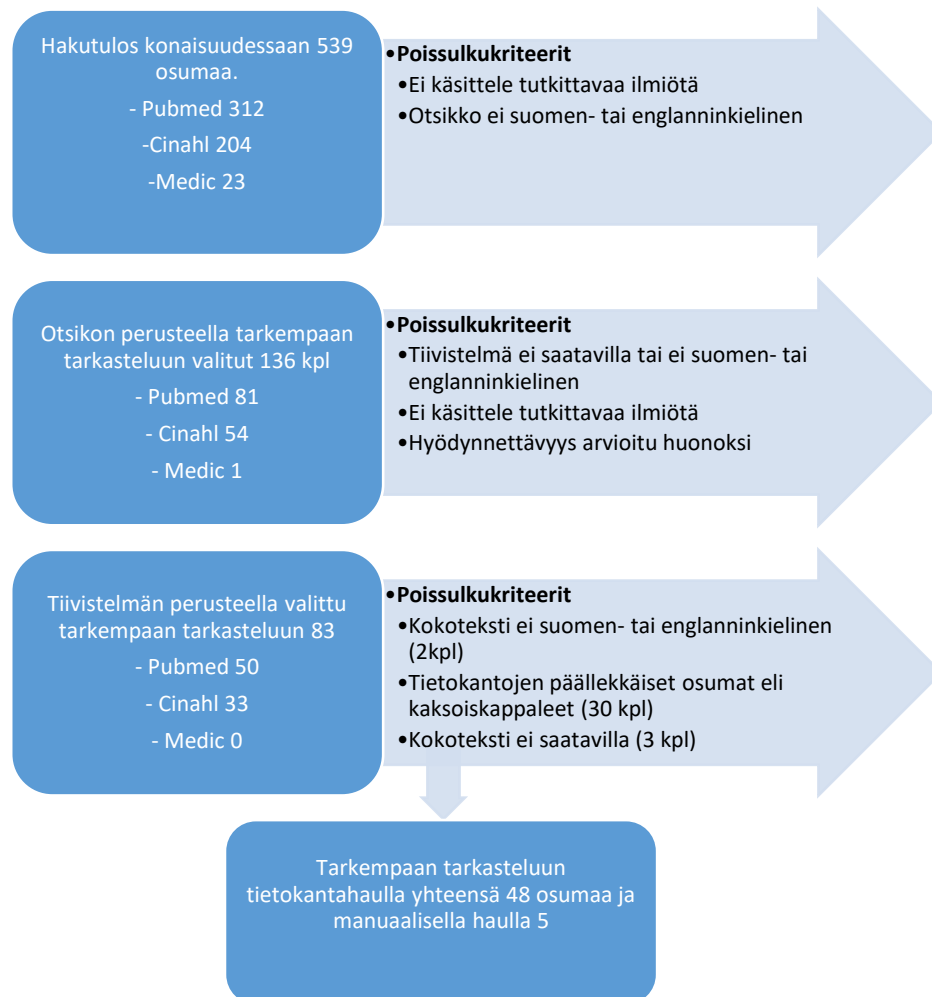 Hakutulos konaisuudessaan 539
osumaa.
- Pubmed 312
-Cinahl 204
-Medic 23
•Poissulkukriteerit
•Ei käsittele tutkittavaa ilmiötä
•Otsikko ei suomen- tai englanninkielinen
Otsikon perusteella tarkempaan
tarkasteluun valitut 136 kpl
- Pubmed 81
- Cinahl 54
- Medic 1
•Poissulkukriteerit
•Tiivistelmä ei saatavilla tai ei suomen- tai
englanninkielinen
•Ei käsittele tutkittavaa ilmiötä
•Hyödynnettävyys arvioitu huonoksi
Tiivistelmän perusteella valittu
tarkempaan tarkasteluun 83
- Pubmed 50
- Cinahl 33
- Medic 0
•Poissulkukriteerit
•Kokoteksti ei suomen- tai englanninkielinen
(2kpl)
•Tietokantojen päällekkäiset osumat eli
kaksoiskappaleet (30 kpl)
•Kokoteksti ei saatavilla (3 kpl)
Tarkempaan tarkasteluun
tietokantahaulla yhteensä 48 osumaa ja
manuaalisella haulla 5